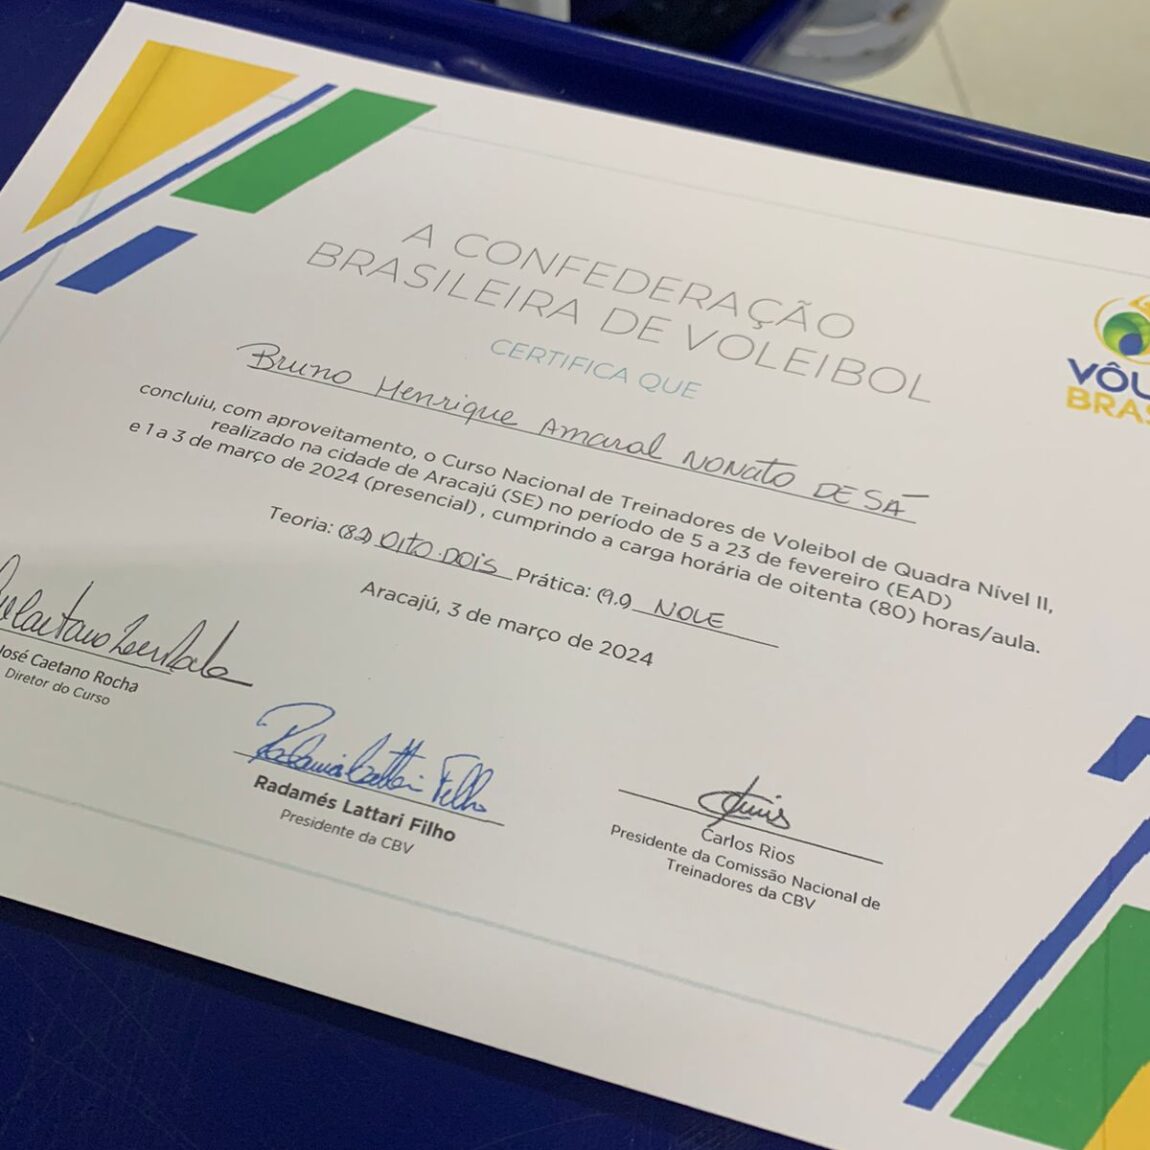 A CONFEDERAÇÃO
BRASILEIRA DE VOLEIBOL
CERTIFICA QUE
Bruno Henrique Amaral Nonato DE SÁ
concluiu, com aproveitamento, o Curso Nacional de Treinadores de Voleibol de Quadra Nível II,
realizado na cidade de Aracajú (SE) no período de 5 a 23 de fevereiro (EAD)
e 1 a 3 de março de 2024 (presencial) , cumprindo a carga horária de oitenta (80) horas/aula.
Teoria: (82) OITO.DOIS Prática: (9.0) NOVE
Aracajú, 3 de março de 2024
VÔL
BRAS
José Caetano Rocha
Diretor do Curso
Radamés Lattari Filho
Radamés Lattari Filho
Presidente da CBV
Carlos Rios
Presidente da Comissão Nacional de
Treinadores da CBV